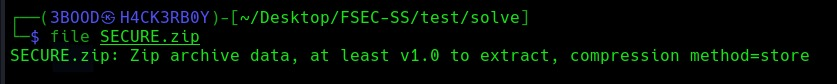 ┌──(3BOOD㉿H4CK3RB0Y)-[~/Desktop/FSEC-SS/test/solve]
└─$ file SECURE.zip
SECURE.zip: Zip archive data, at least v1.0 to extract, compression method=store